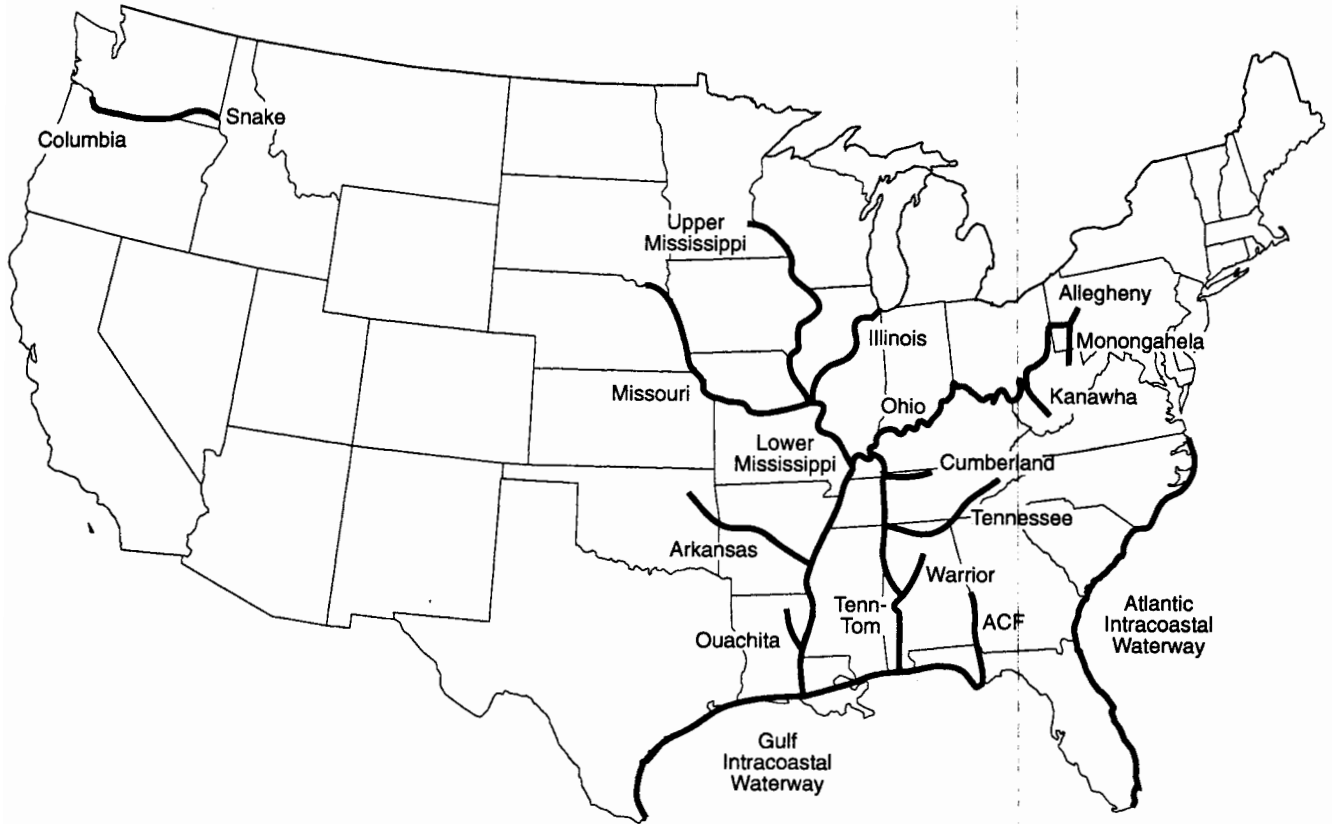 Snake
Columbia
Upper
Mississippi
Allegheny
Illinois
Monongahela
Missouri
Ohio
Kanawha
Lower
Mississippi
Cumberland
Tennessee
Arkansas
Warrior
Tenn-
Tom
ACF
Atlantic
Intracoastal
Waterway
Ouachita
Gulf
Intracoastal
Waterway